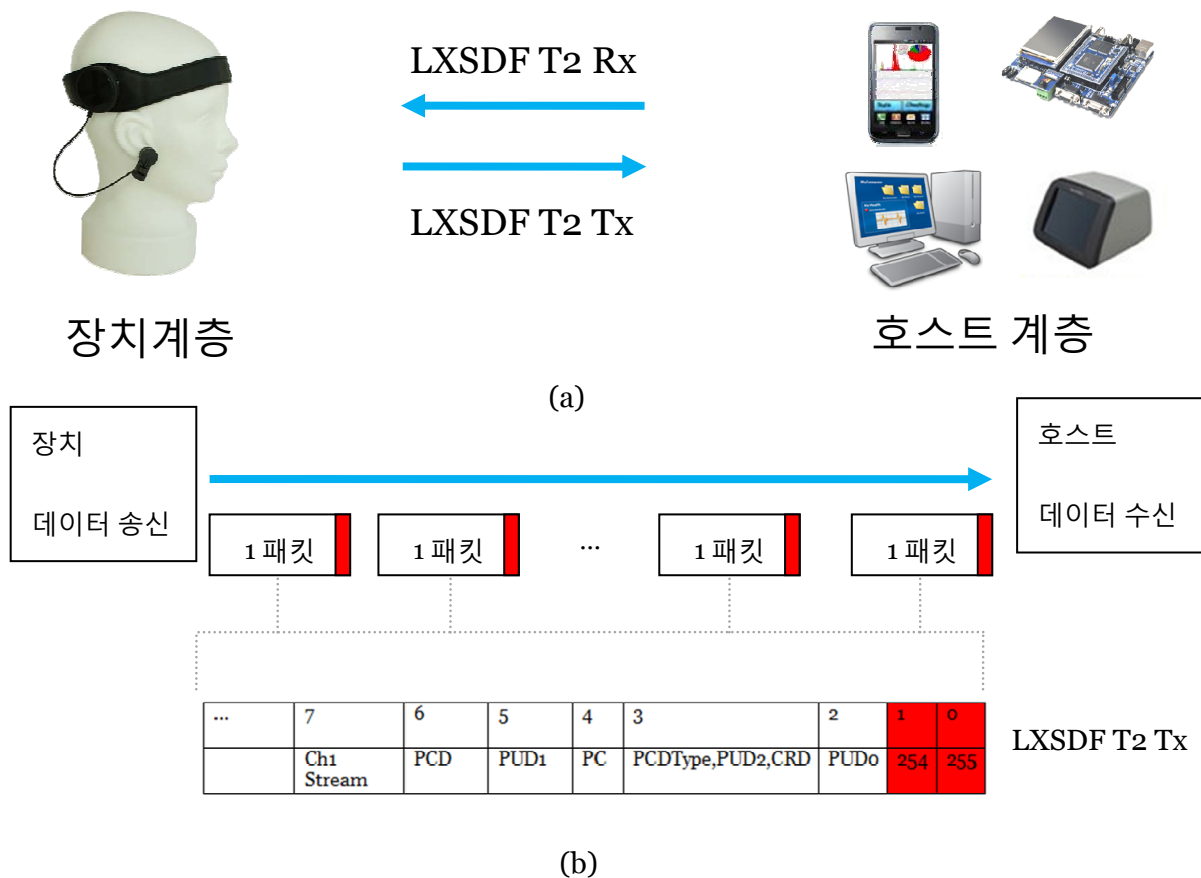 LXSDF T2 Rx
LXSDF T2 Tx
장치계층
호스트 계층
(a)
장치
데이터 송신
호스트
데이터 수신
1 패킷
1 패킷
...
1 패킷
1 패킷
... 7 6 5 4 3 2 1 0
Ch1 Stream PCD PUD1 PC PCDType,PUD2,CRD PUD0 254 255
LXSDF T2 Tx
(b)